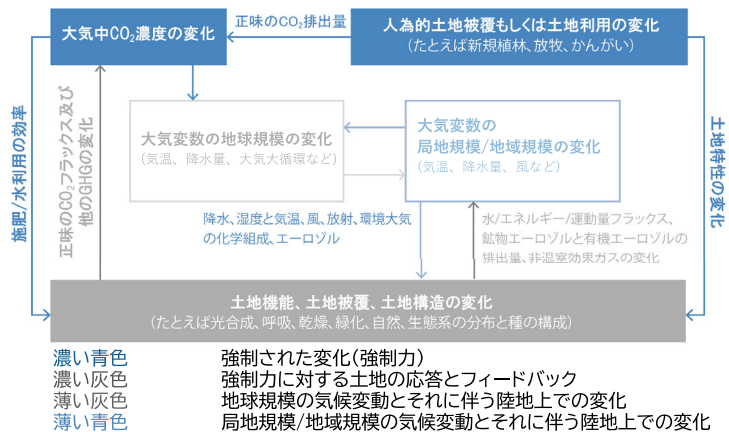 正味のCO₂排出量
大気中CO₂濃度の変化
人為的土地被覆もしくは土地利用の変化
(たとえば新規植林、放牧、かんがい)
施肥/水利用の効率
正味のCO₂フラックス及び
他のGHGの変化
大気変数の地球規模の変化
(気温、降水量、大気大循環など)
大気変数の
局地規模/地域規模の変化
(気温、降水量、風など)
土地特性の変化
降水、湿度と気温、風、放射、環境大気
の化学組成、エーロゾル
水/エネルギー/運動量フラックス、
鉱物エーロゾルと有機エーロゾルの
排出量、非温室効果ガスの変化
土地機能、土地被覆、土地構造の変化
(たとえば光合成、呼吸、乾燥、緑化、自然、生態系の分布と種の構成)
濃い青色 強制された変化(強制力)
濃い灰色 強制力に対する土地の応答とフィードバック
薄い灰色 地球規模の気候変動とそれに伴う陸地上での変化
薄い青色 局地規模/地域規模の気候変動とそれに伴う陸地上での変化